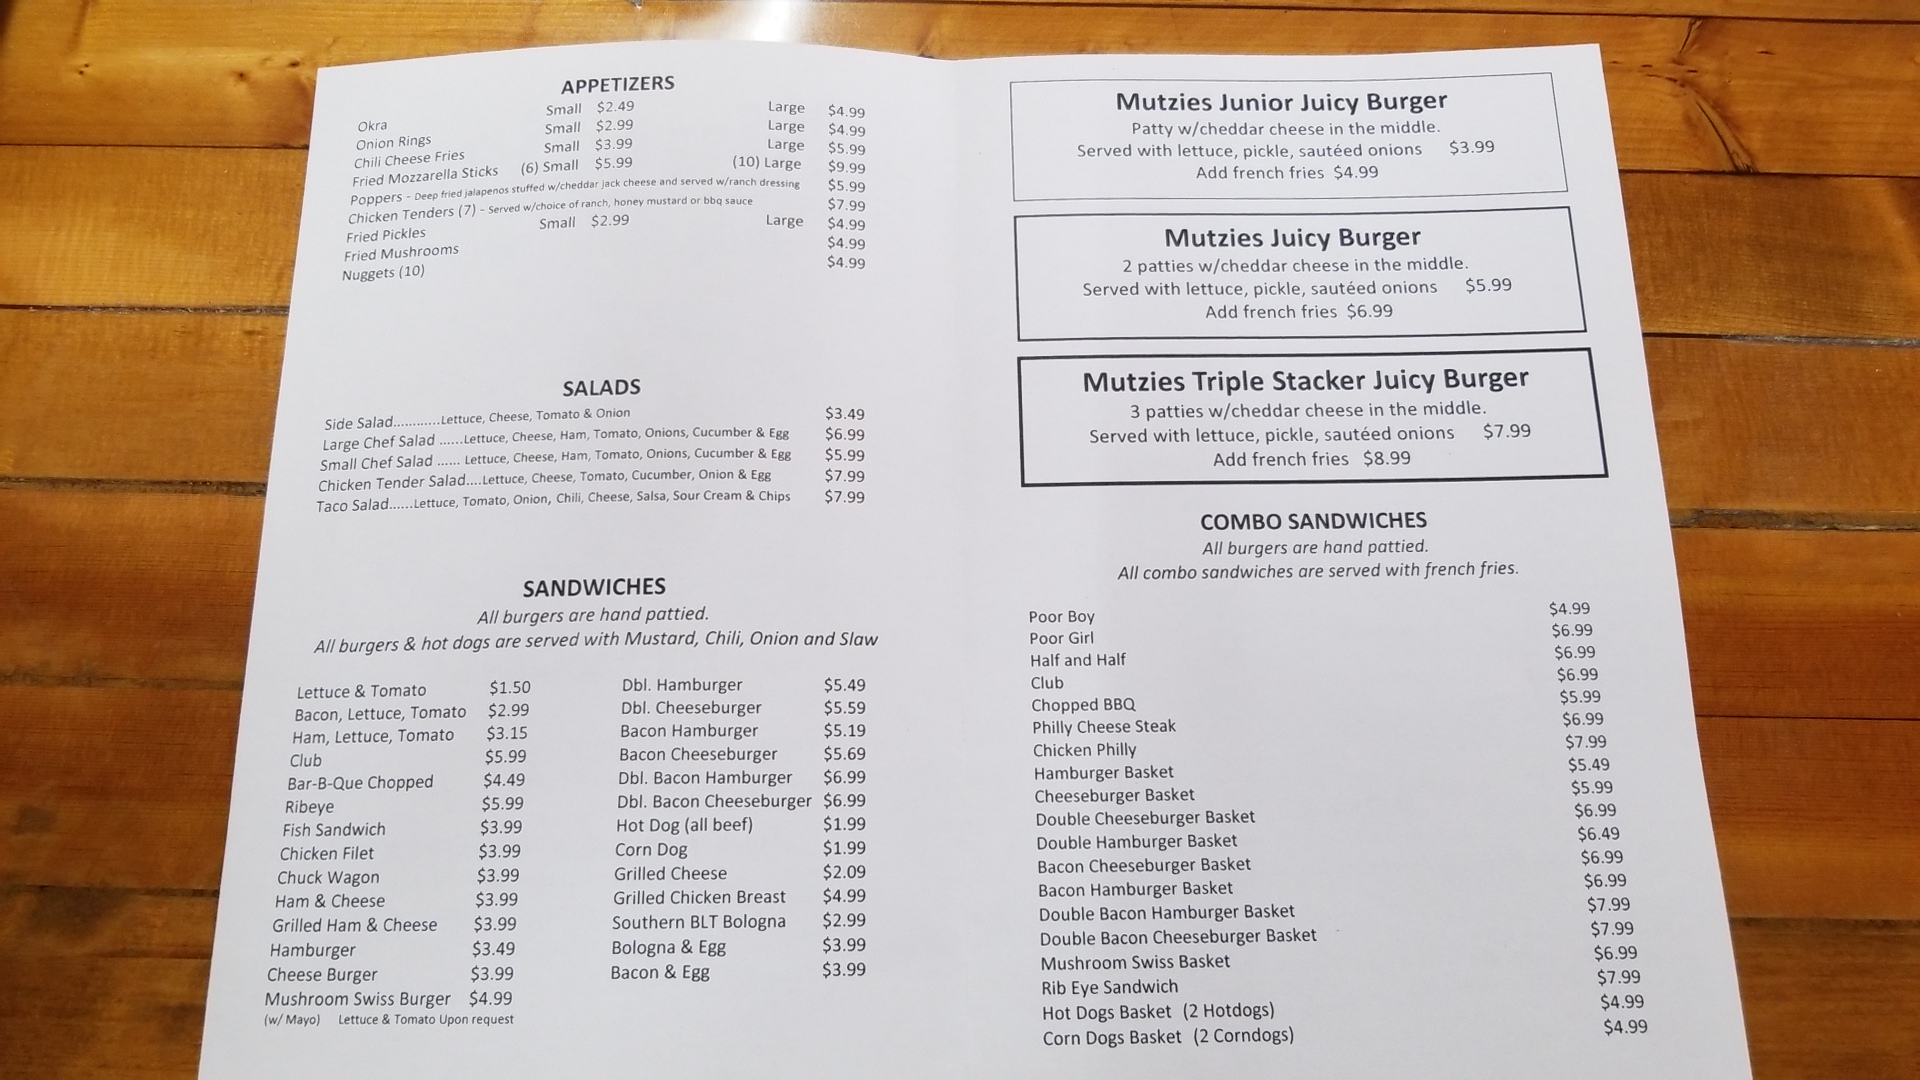 APPETIZERS
Okra Small $2.49 Large $4.99
Onion Rings Small $2.99 Large $4.99
Chili Cheese Fries Small $3.99 Large $5.99
Fried Mozzarella Sticks (6) Small $5.99 (10) Large $9.99
Poppers - Deep fried jalapenos stuffed w/cheddar jack cheese and served w/ranch dressing $5.99
Chicken Tenders (7) - Served w/choice of ranch, honey mustard or bbq sauce $7.99
Fried Pickles Small $2.99 Large $4.99
Fried Mushrooms $4.99
Nuggets (10) $4.99
SALADS
Side Salad............Lettuce, Cheese, Tomato & Onion $3.49
Large Chef Salad ......Lettuce, Cheese, Ham, Tomato, Onions, Cucumber & Egg $6.99
Small Chef Salad ...... Lettuce, Cheese, Ham, Tomato, Onions, Cucumber & Egg $5.99
Chicken Tender Salad....Lettuce, Cheese, Tomato, Cucumber, Onion & Egg $7.99
Taco Salad......Lettuce, Tomato, Onion, Chili, Cheese, Salsa, Sour Cream & Chips $7.99
SANDWICHES
All burgers are hand pattied.
All burgers & hot dogs are served with Mustard, Chili, Onion and Slaw
Lettuce & Tomato $1.50
Bacon, Lettuce, Tomato $2.99
Ham, Lettuce, Tomato $3.15
Club $5.99
Bar-B-Que Chopped $4.49
Ribeye $5.99
Fish Sandwich $3.99
Chicken Filet $3.99
Chuck Wagon $3.99
Ham & Cheese $3.99
Grilled Ham & Cheese $3.99
Hamburger $3.49
Cheese Burger $3.99
Mushroom Swiss Burger $4.99
(w/ Mayo) Lettuce & Tomato Upon request
Dbl. Hamburger $5.49
Dbl. Cheeseburger $5.59
Bacon Hamburger $5.19
Bacon Cheeseburger $5.69
Dbl. Bacon Hamburger $6.99
Dbl. Bacon Cheeseburger $6.99
Hot Dog (all beef) $1.99
Corn Dog $1.99
Grilled Cheese $2.09
Grilled Chicken Breast $4.99
Southern BLT Bologna $2.99
Bologna & Egg $3.99
Bacon & Egg $3.99
Mutzies Junior Juicy Burger
Patty w/cheddar cheese in the middle.
Served with lettuce, pickle, sautéed onions $3.99
Add french fries $4.99
Mutzies Juicy Burger
2 patties w/cheddar cheese in the middle.
Served with lettuce, pickle, sautéed onions $5.99
Add french fries $6.99
Mutzies Triple Stacker Juicy Burger
3 patties w/cheddar cheese in the middle.
Served with lettuce, pickle, sautéed onions $7.99
Add french fries $8.99
COMBO SANDWICHES
All burgers are hand pattied.
All combo sandwiches are served with french fries.
Poor Boy $4.99
Poor Girl $6.99
Half and Half $6.99
Club $6.99
Chopped BBQ $5.99
Philly Cheese Steak $6.99
Chicken Philly $7.99
Hamburger Basket $5.49
Cheeseburger Basket $5.99
Double Cheeseburger Basket $6.99
Double Hamburger Basket $6.49
Bacon Cheeseburger Basket $6.99
Bacon Hamburger Basket $6.99
Double Bacon Hamburger Basket $7.99
Double Bacon Cheeseburger Basket $7.99
Mushroom Swiss Basket $6.99
Rib Eye Sandwich $7.99
Hot Dogs Basket (2 Hotdogs) $4.99
Corn Dogs Basket (2 Corndogs) $4.99